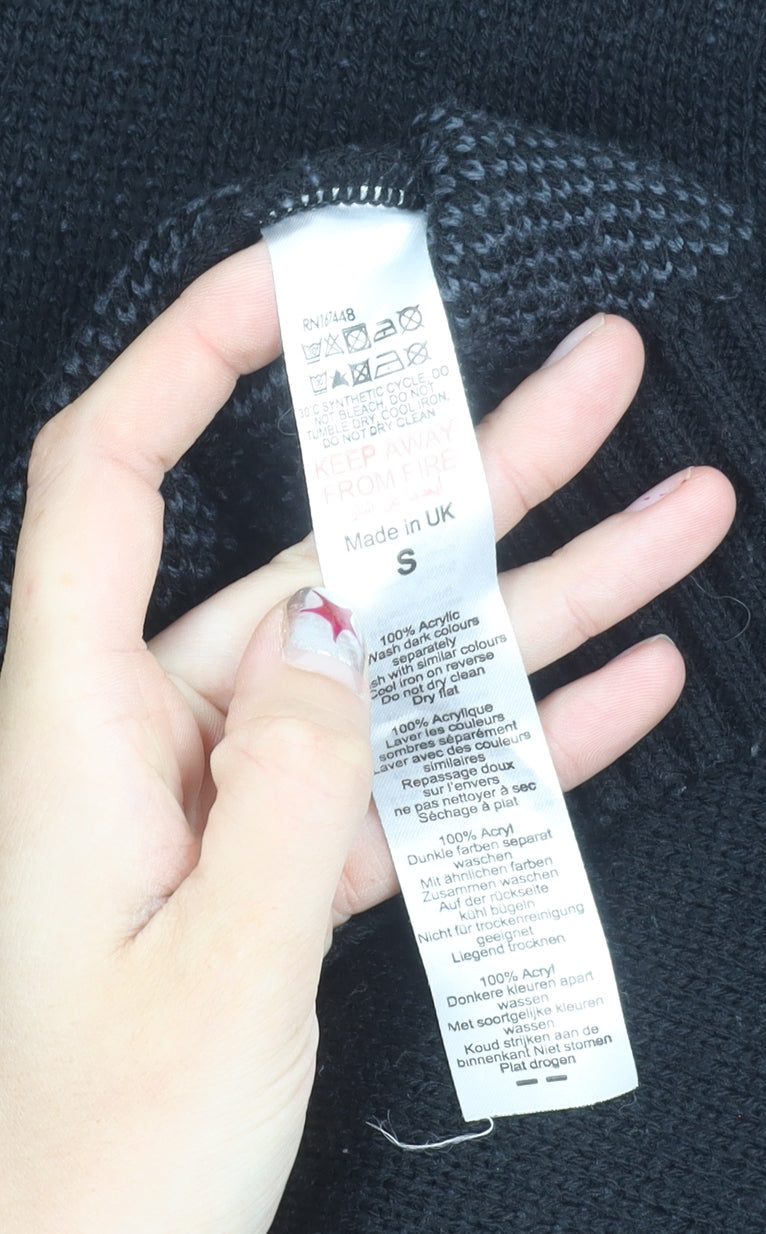 RN167448
30°C SYNTHETIC CYCLE, DO
NOT BLEACH, DO NOT
TUMBLE DRY, COOL IRON,
DO NOT DRY CLEAN
KEEP AWAY
FROM FIRE
Made in UK
S
100% Acrylic
Wash dark colours
separately
sh with similar colours
Cool iron on reverse
Do not dry clean
Dry flat
100% Acrylique
Laver les couleurs
sombres séparément
Laver avec des couleurs
similaires
Repassage doux
sur l'envers
ne pas nettoyer à sec
Séchage à plat
100% Acryl
Dunkle farben separat
waschen
Mit ähnlichen farben
Zusammen waschen
Auf der rückseite
kühl bügeln
Nicht für trockenreinigung
geeignet
Liegend trocknen
100% Acryl
Donkere kleuren apart
wassen
Met soortgelijke kleuren
wassen
Koud strijken aan de
binnenkant Niet stomen
Plat drogen